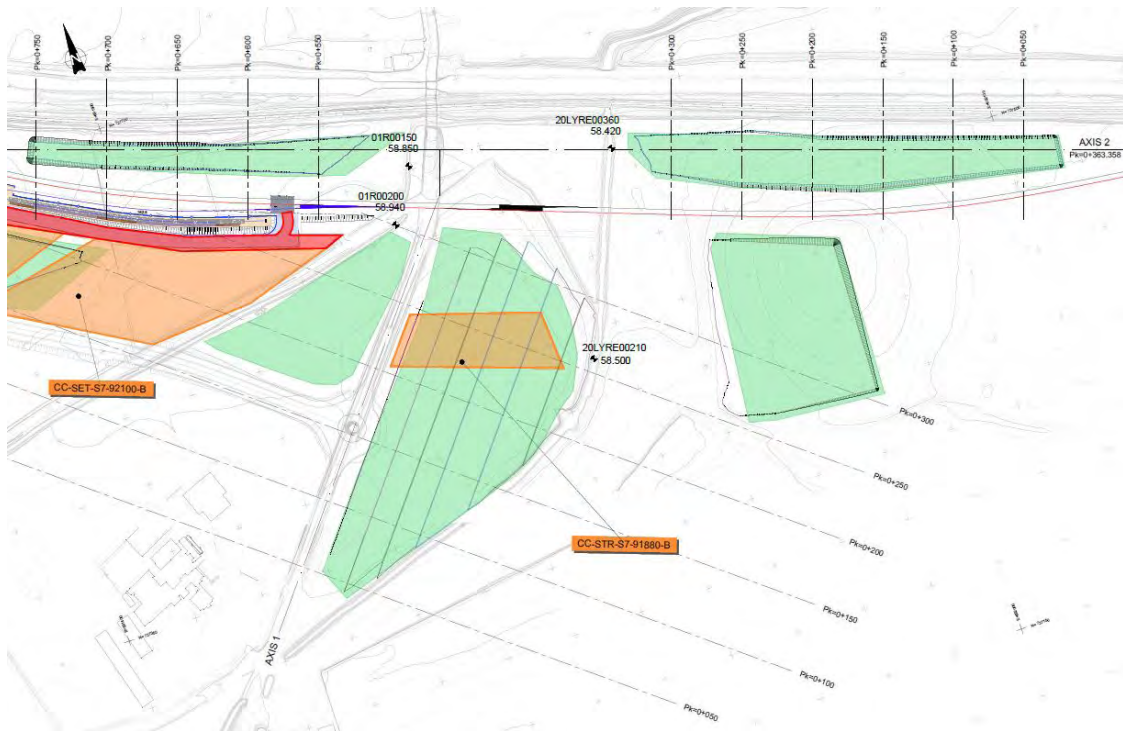 Pk=0+750
Pk=0+700
Pk=0+650
Pk=0+600
Pk=0+550
Pk=0+300
Pk=0+250
Pk=0+200
Pk=0+150
Pk=0+100
Pk=0+050
01R00150
58.850
20LYRE00360
58.420
AXIS 2
Pk=0+363.358
01R00200
58.940
20LYRE00210
58.500
CC-SET-S7-92100-B
CC-STR-S7-91880-B
Pk=0+300
Pk=0+250
Pk=0+200
Pk=0+150
Pk=0+100
Pk=0+050
AXIS 1